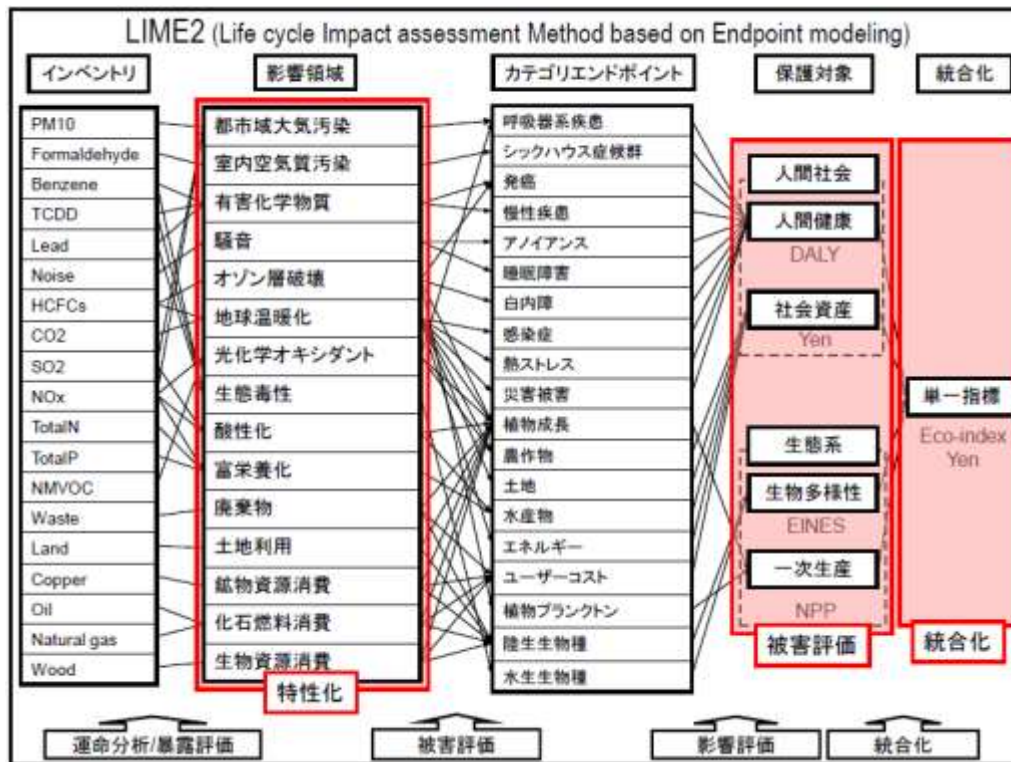 LIME2 (Life cycle Impact assessment Method based on Endpoint modeling)
インベントリ
影響領域
カテゴリエンドポイント
保護対象
統合化
PM10
Formaldehyde
Benzene
TCDD
Lead
Noise
HCFCs
CO2
SO2
NOx
TotalN
TotalP
NMVOC
Waste
Land
Copper
Oil
Natural gas
Wood
都市域大気汚染
室内空気質汚染
有害化学物質
騒音
オゾン層破壊
地球温暖化
光化学オキシダント
生態毒性
酸性化
富栄養化
廃棄物
土地利用
鉱物資源消費
化石燃料消費
生物資源消費
特性化
呼吸器系疾患
シックハウス症候群
発癌
慢性疾患
アノイアンス
睡眠障害
白内障
感染症
熱ストレス
災害被害
植物成長
農作物
土地
水産物
エネルギー
ユーザーコスト
植物プランクトン
陸生生物種
水生生物種
人間社会
人間健康
DALY
社会資産
Yen
生態系
生物多様性
EINES
一次生産
NPP
被害評価
単一指標
Eco-index
Yen
統合化
運命分析/暴露評価
被害評価
影響評価
統合化